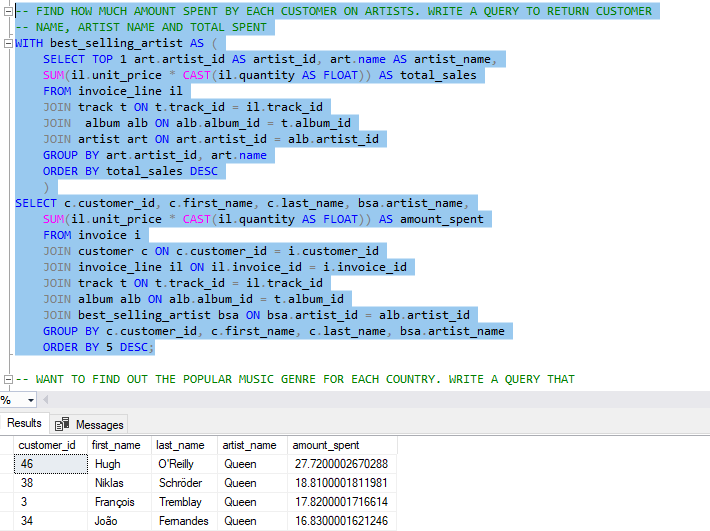 -- FIND HOW MUCH AMOUNT SPENT BY EACH CUSTOMER ON ARTISTS. WRITE A QUERY TO RETURN CUSTOMER
-- NAME, ARTIST NAME AND TOTAL SPENT
WITH best_selling_artist AS (
SELECT TOP 1 art.artist_id AS artist_id, art.name AS artist_name,
SUM(il.unit_price * CAST(il.quantity AS FLOAT)) AS total_sales
FROM invoice_line il
JOIN track t ON t.track_id = il.track_id
JOIN  album alb ON alb.album_id = t.album_id
JOIN artist art ON art.artist_id = alb.artist_id
GROUP BY art.artist_id, art.name
ORDER BY total_sales DESC
)
SELECT c.customer_id, c.first_name, c.last_name, bsa.artist_name,
SUM(il.unit_price * CAST(il.quantity AS FLOAT)) AS amount_spent
FROM invoice i
JOIN customer c ON c.customer_id = i.customer_id
JOIN invoice_line il ON il.invoice_id = i.invoice_id
JOIN track t ON t.track_id = il.track_id
JOIN album alb ON alb.album_id = t.album_id
JOIN best_selling_artist bsa ON bsa.artist_id = alb.artist_id
GROUP BY c.customer_id, c.first_name, c.last_name, bsa.artist_name
ORDER BY 5 DESC;
-- WANT TO FIND OUT THE POPULAR MUSIC GENRE FOR EACH COUNTRY. WRITE A QUERY THAT
%
Results Messages
customer_id first_name last_name artist_name amount_spent
46 Hugh O'Reilly Queen 27.7200002670288
38 Niklas Schröder Queen 18.8100001811981
3 François Tremblay Queen 17.8200001716614
34 João Fernandes Queen 16.8300001621246